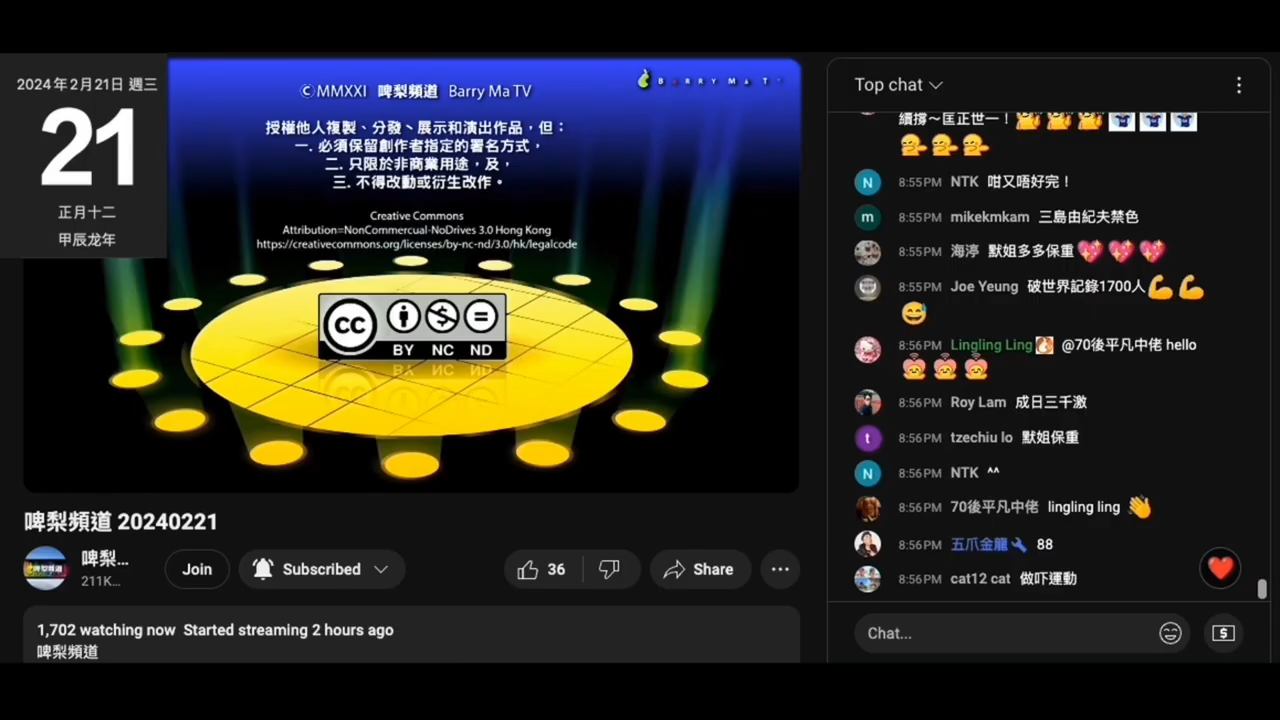 2024年2月21日 週三
21
正月十二
甲辰龙年
BARRY MA T
©MMXXI 啤梨頻道 Barry Ma TV
授權他人複製、分發、展示和演出作品，但：
一. 必須保留創作者指定的署名方式，
二. 只限於非商業用途，及，
三. 不得改動或衍生改作。
Creative Commons
Attribution=NonCommercual-NoDrives 3.0 Hong Kong
https://creativecommons.org/licenses/by-nc-nd/3.0/hk/legalcode
cc
BY NC ND
啤梨頻道 20240221
啤梨...
211K...
Join
Subscribed
36
Share
1,702 watching now Started streaming 2 hours ago
啤梨頻道
Top chat
續撐～匡正世一！
8:55PM NTK 咁又唔好完！
8:55PM mikekmkam 三島由紀夫禁色
8:55PM 海渟 默姐多多保重💖💖💖
8:55PM Joe Yeung 破世界記錄1700人💪💪
😅
8:56PM Lingling Ling @70後平凡中佬 hello
8:56PM Roy Lam 成日三千激
8:56PM tzechiu lo 默姐保重
8:56PM NTK ^^
8:56PM 70後平凡中佬 lingling ling 👋
8:56PM 五爪金龍🔧 88
8:56PM cat12 cat 做吓運動
Chat...